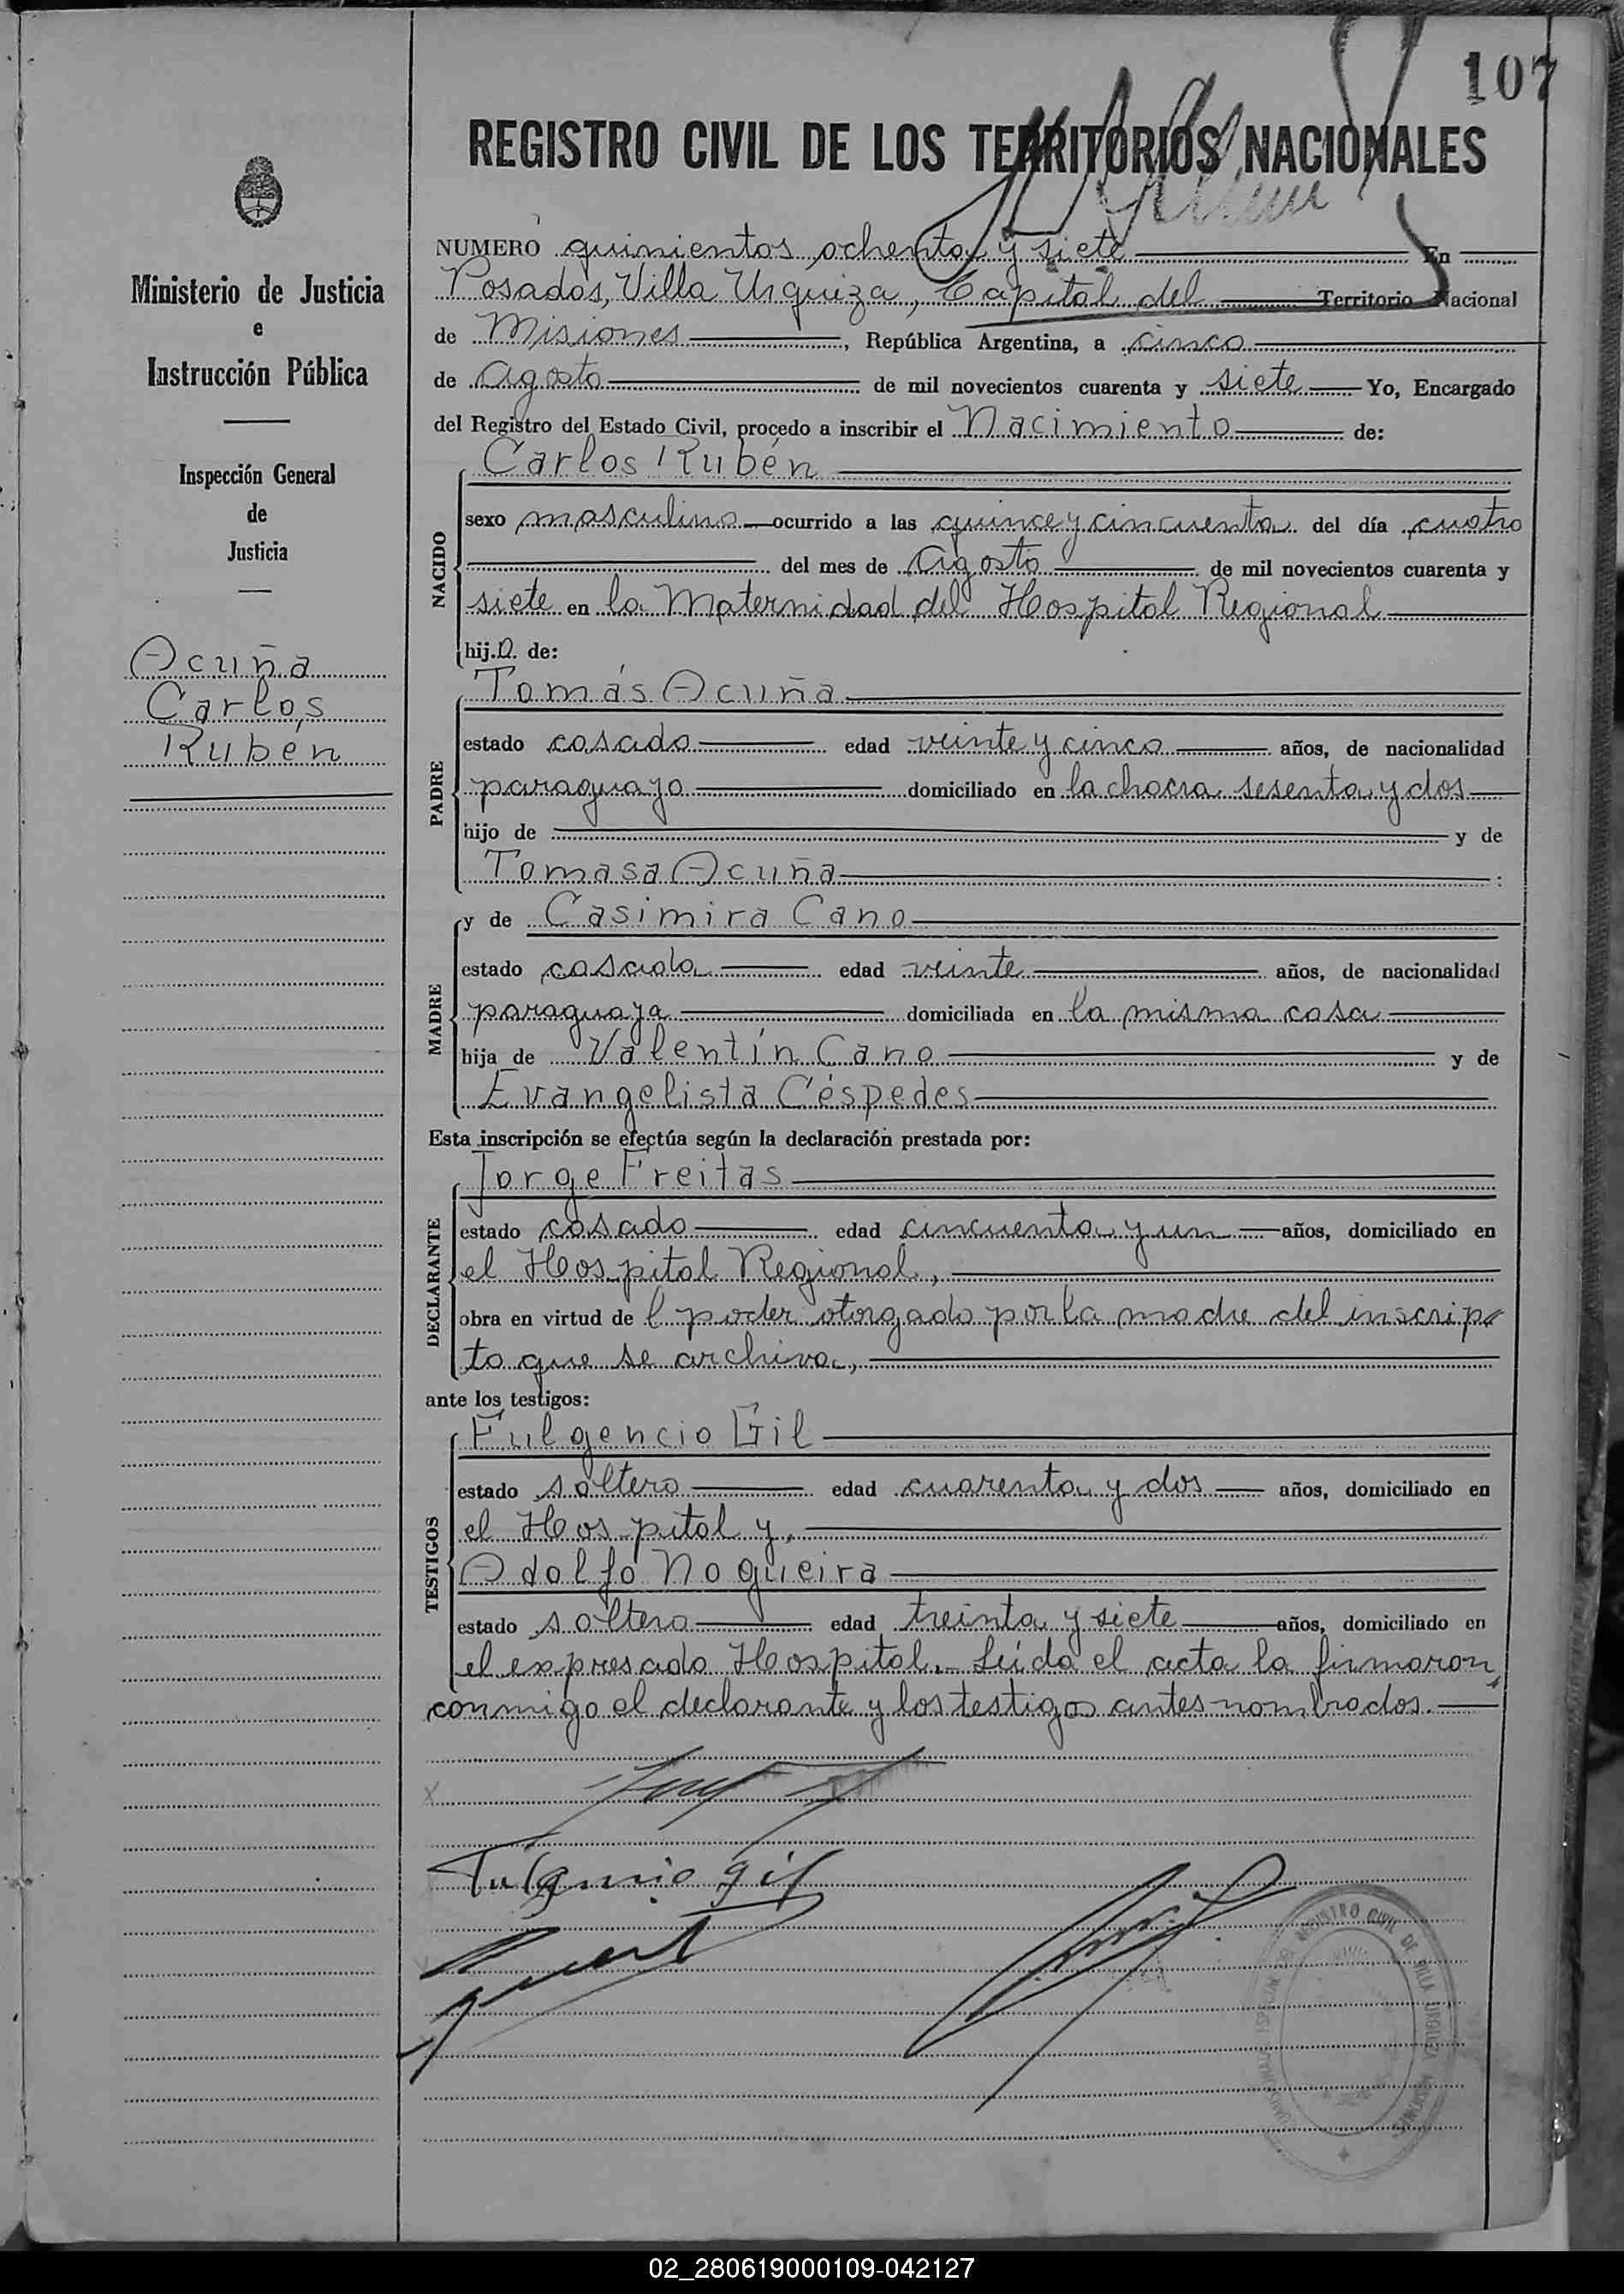 107
REGISTRO CIVIL DE LOS TERRITORIOS NACIONALES
Ministerio de Justicia
e
Instrucción Pública
Inspección General
de
Justicia
Acuña
Carlos
Rubén
NUMERO quinientos ochenta y siete En
Posadas, Villa Urquiza, Capital del Territorio Nacional
de Misiones, República Argentina, a cinco
de Agosto de mil novecientos cuarenta y siete Yo, Encargado
del Registro del Estado Civil, procedo a inscribir el Nacimiento de:
Carlos Rubén
NACIDO
sexo masculino ocurrido a las quince y cincuenta del día cuatro
del mes de Agosto de mil novecientos cuarenta y
siete en la Maternidad del Hospital Regional
hijo de:
Tomás Acuña
PADRE
estado casado edad veinte y cinco años, de nacionalidad
paraguayo domiciliado en la chacra sesenta y dos
hijo de y de
Tomasa Acuña :
y de Casimira Cano
MADRE
estado casada edad veinte años, de nacionalidad
paraguaya domiciliada en la misma casa
hija de Valentín Cano y de
Evangelista Céspedes
Esta inscripción se efectúa según la declaración prestada por:
Jorge Freitas
DECLARANTE
estado casado edad cincuenta y un años, domiciliado en
el Hospital Regional,
obra en virtud de l poder otorgado por la madre del inscrip
to que se archiva,
ante los testigos:
Fulgencio Gil
TESTIGOS
estado soltero edad cuarenta y dos años, domiciliado en
el Hospital y,
Adolfo Nogueira
estado soltero edad treinta y siete años, domiciliado en
el expresado Hospital. Leída el acta la firmaron
conmigo el declarante y los testigos antes nombrados.
Fulgencio Gil
REGISTRO CIVIL DE VILLA URQUIZA
02_280619000109-042127